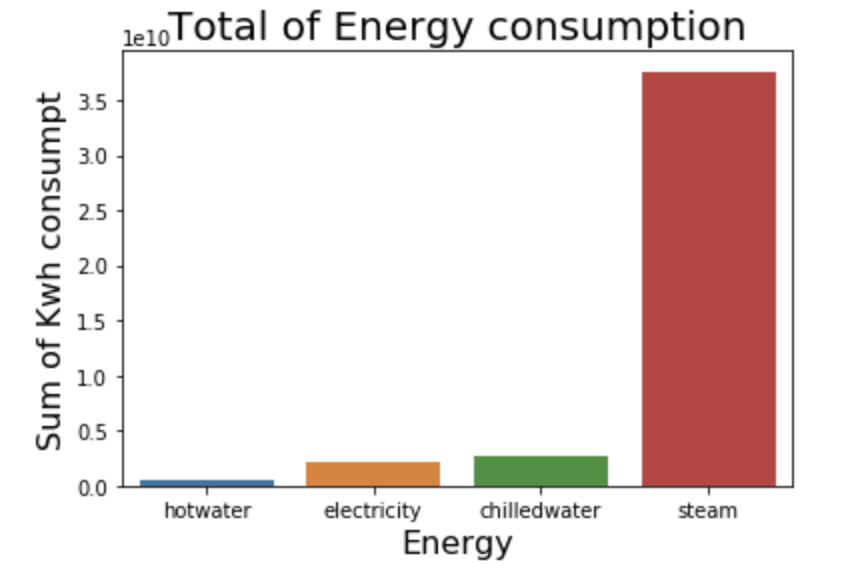 Total of Energy consumption
1e10
Sum of Kwh consumpt
3.5
3.0
2.5
2.0
1.5
1.0
0.5
0.0
hotwater electricity chilledwater steam
Energy